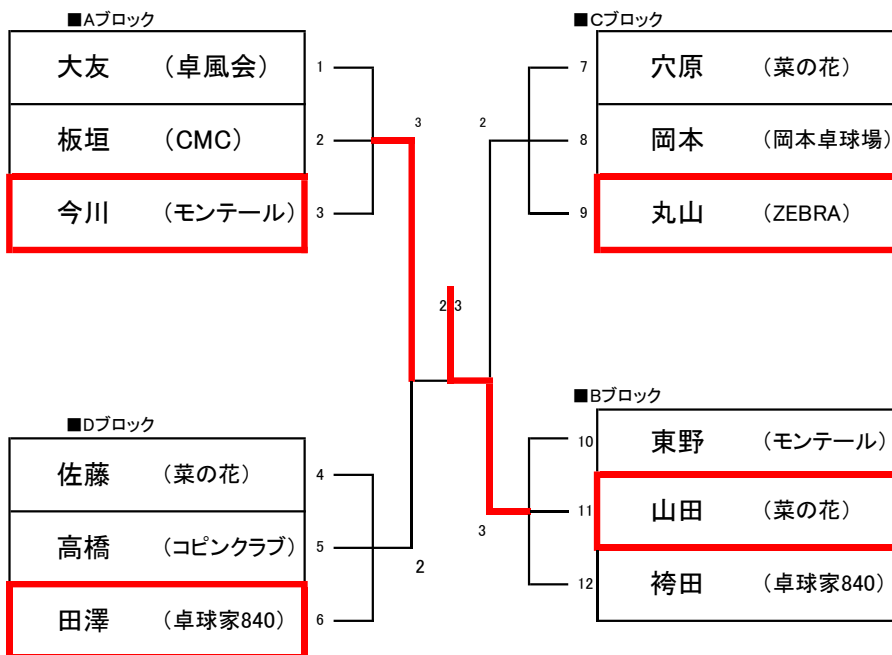 ■Aブロック
大友 (卓風会) 1
板垣 (CMC) 2
今川 (モンテール) 3
3
■Cブロック
7 穴原 (菜の花)
8 岡本 (岡本卓球場)
9 丸山 (ZEBRA)
2
2 3
■Dブロック
佐藤 (菜の花) 4
高橋 (コピンクラブ) 5
田澤 (卓球家840) 6
2
■Bブロック
10 東野 (モンテール)
11 山田 (菜の花)
12 袴田 (卓球家840)
3